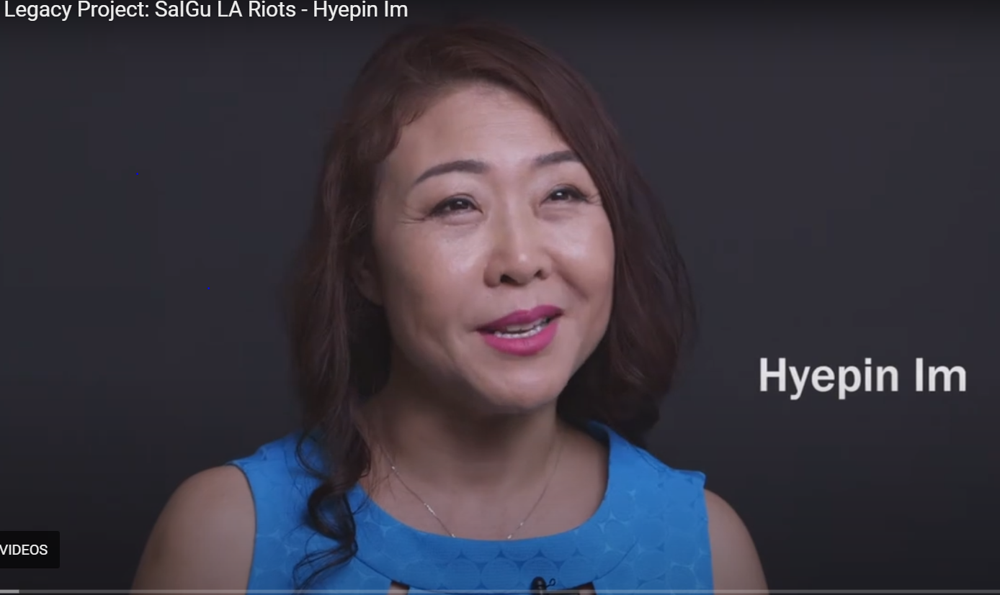 Legacy Project: SaIGu LA Riots - Hyepin Im
Hyepin Im
VIDEOS